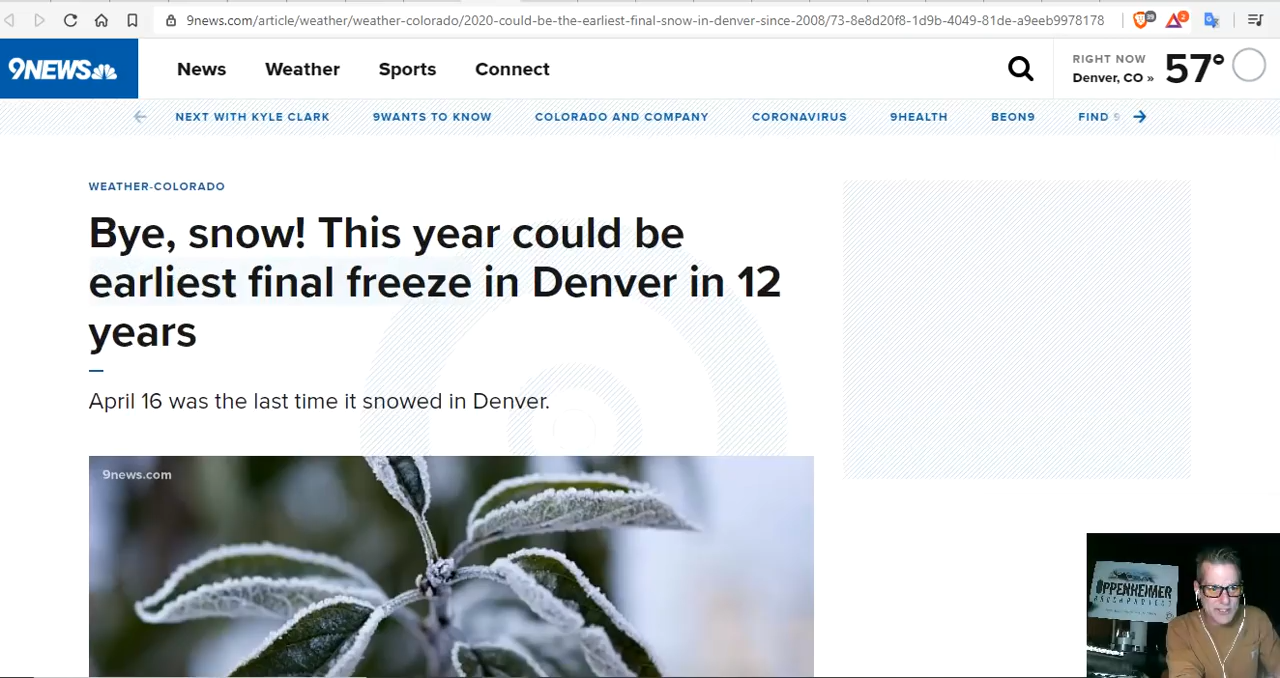 9news.com/article/weather/weather-colorado/2020-could-be-the-earliest-final-snow-in-denver-since-2008/73-8e8d20f8-1d9b-4049-81de-a9eeb9978178
9NEWS
News
Weather
Sports
Connect
RIGHT NOW
Denver, CO »
57°
NEXT WITH KYLE CLARK
9WANTS TO KNOW
COLORADO AND COMPANY
CORONAVIRUS
9HEALTH
BEON9
FIND 9
WEATHER-COLORADO
Bye, snow! This year could be
earliest final freeze in Denver in 12
years
April 16 was the last time it snowed in Denver.
9news.com
OPPENHEIMER